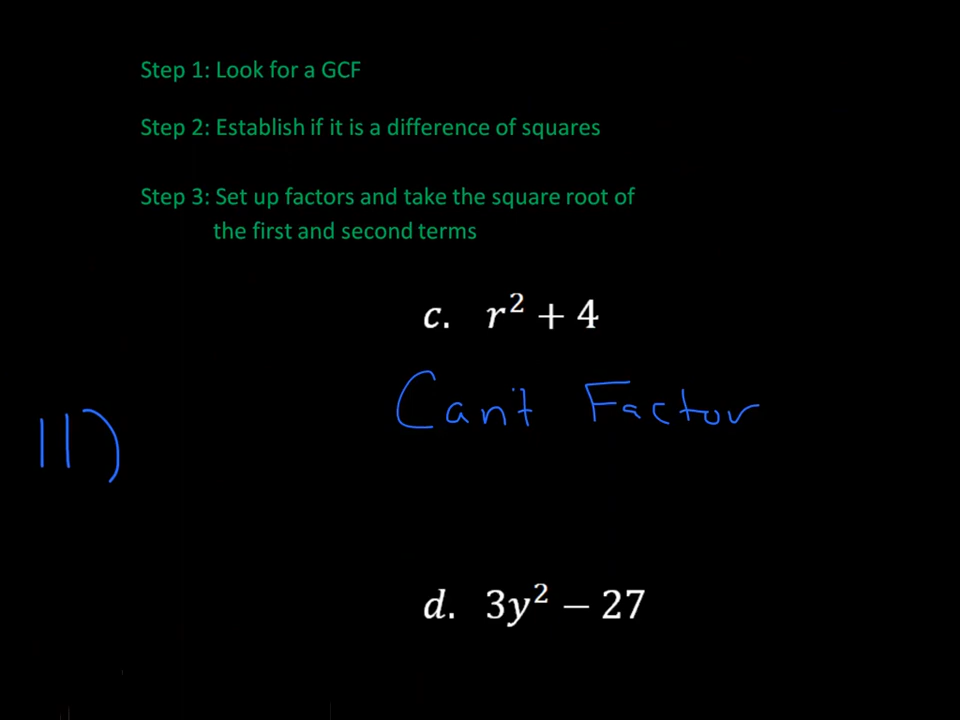 Step 1: Look for a GCF
Step 2: Establish if it is a difference of squares
Step 3: Set up factors and take the square root of
the first and second terms
c. r² + 4
Can't Factor
11)
d. 3y² − 27